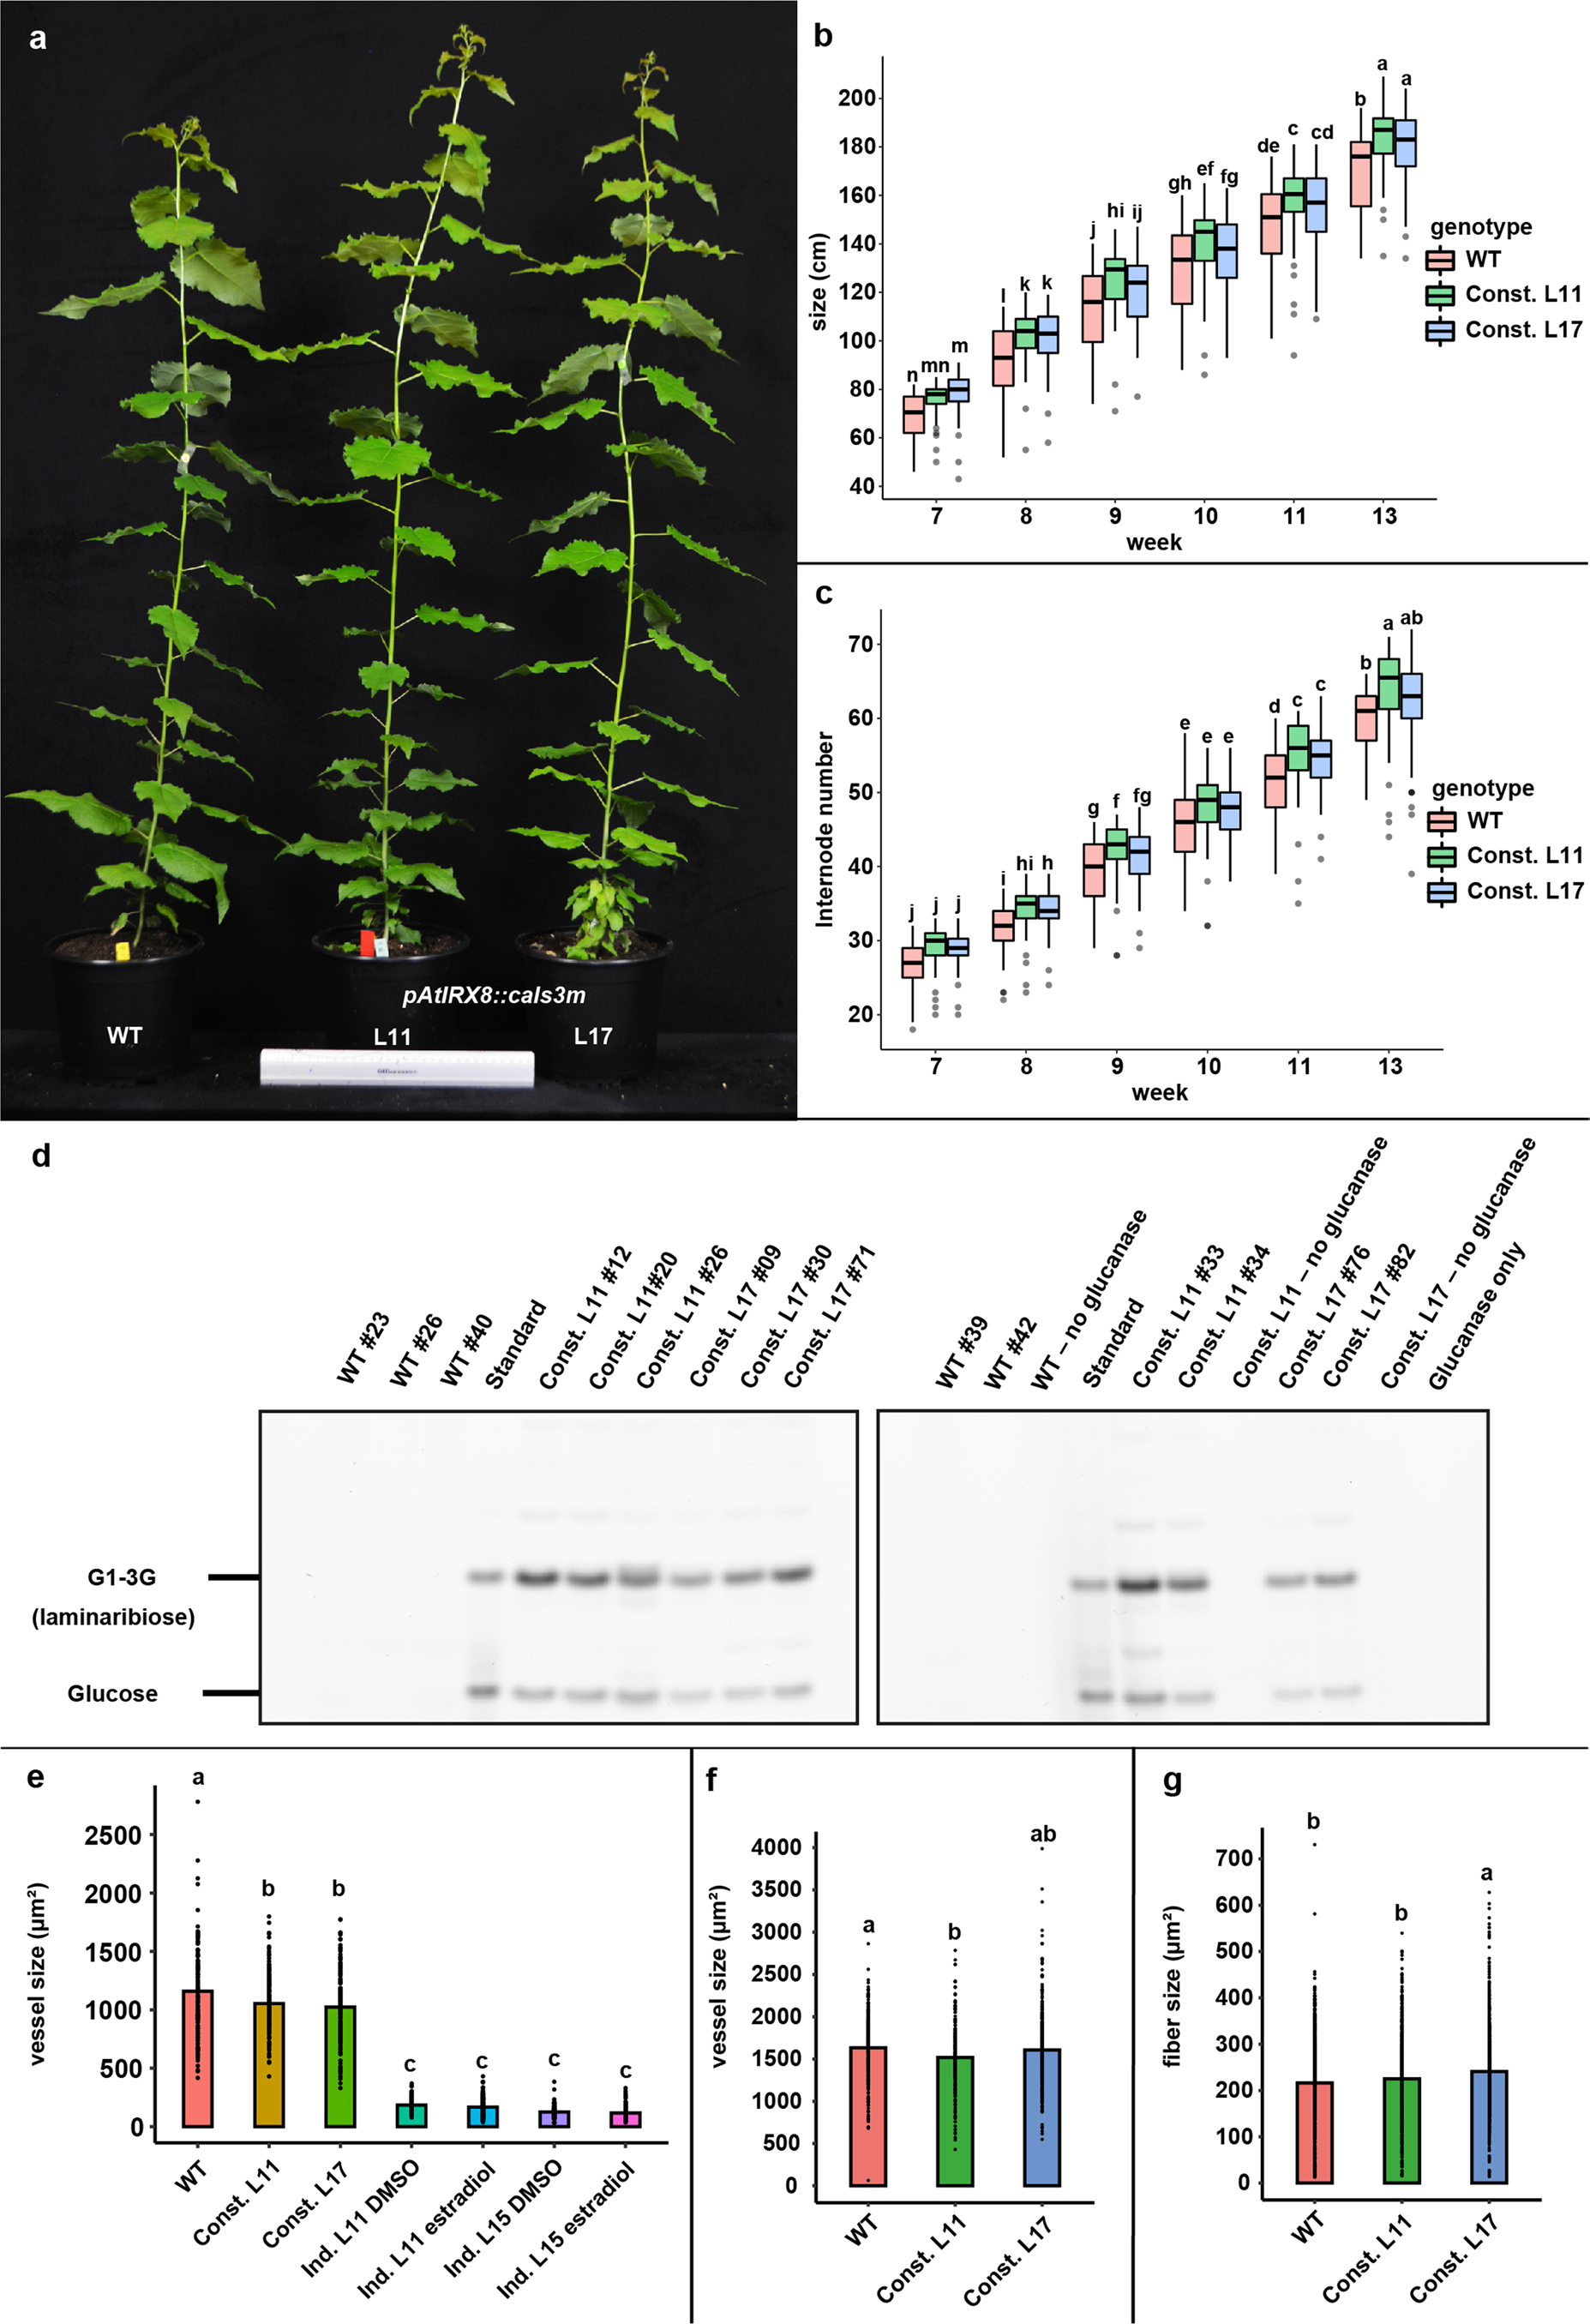 a
pAtIRX8::cals3m
WT
L11
L17
b
size (cm)
200
180
160
140
120
100
80
60
40
n
mn
m
l
k
k
j
hi
ij
gh
ef
fg
de
c
cd
b
a
a
7
8
9
10
11
13
week
genotype
WT
Const. L11
Const. L17
c
Internode number
70
60
50
40
30
20
j
j
j
i
hi
h
g
f
fg
e
e
e
d
c
c
b
a
ab
7
8
9
10
11
13
week
genotype
WT
Const. L11
Const. L17
d
WT #23
WT #26
WT #40
Standard
Const. L11 #12
Const. L11#20
Const. L11 #26
Const. L17 #09
Const. L17 #30
Const. L17 #71
WT #39
WT #42
WT – no glucanase
Standard
Const. L11 #33
Const. L11 #34
Const. L11 – no glucanase
Const. L17 #76
Const. L17 #82
Const. L17 – no glucanase
Glucanase only
G1-3G
(laminaribiose)
Glucose
e
vessel size (µm²)
2500
2000
1500
1000
500
0
a
b
b
c
c
c
c
WT
Const. L11
Const. L17
Ind. L11 DMSO
Ind. L11 estradiol
Ind. L15 DMSO
Ind. L15 estradiol
f
vessel size (µm²)
4000
3500
3000
2500
2000
1500
1000
500
0
a
b
ab
WT
Const. L11
Const. L17
g
fiber size (µm²)
700
600
500
400
300
200
100
0
b
b
a
WT
Const. L11
Const. L17